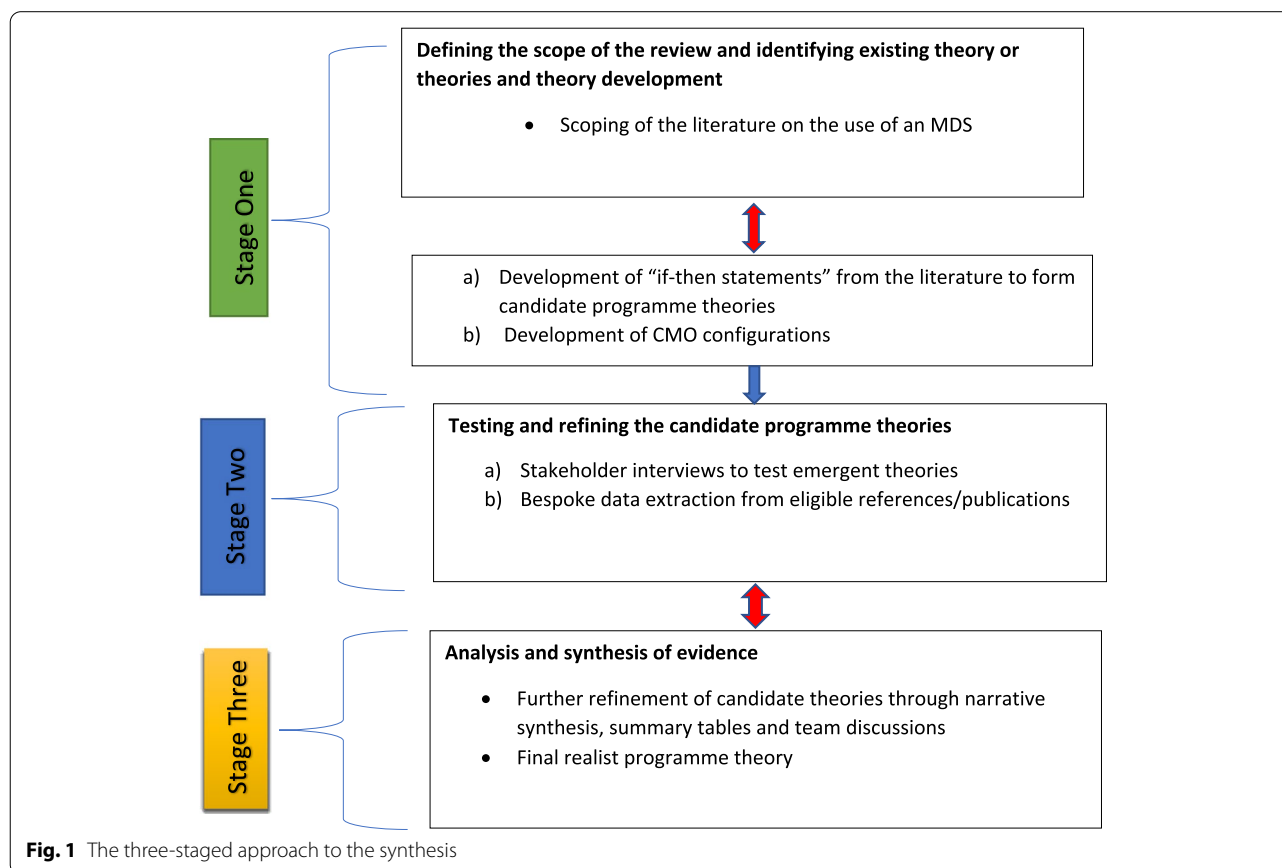 Defining the scope of the review and identifying existing theory or
theories and theory development
• Scoping of the literature on the use of an MDS
Stage One
a) Development of “if-then statements” from the literature to form
candidate programme theories
b) Development of CMO configurations
Stage Two
Testing and refining the candidate programme theories
a) Stakeholder interviews to test emergent theories
b) Bespoke data extraction from eligible references/publications
Stage Three
Analysis and synthesis of evidence
• Further refinement of candidate theories through narrative
synthesis, summary tables and team discussions
• Final realist programme theory
Fig. 1 The three-staged approach to the synthesis